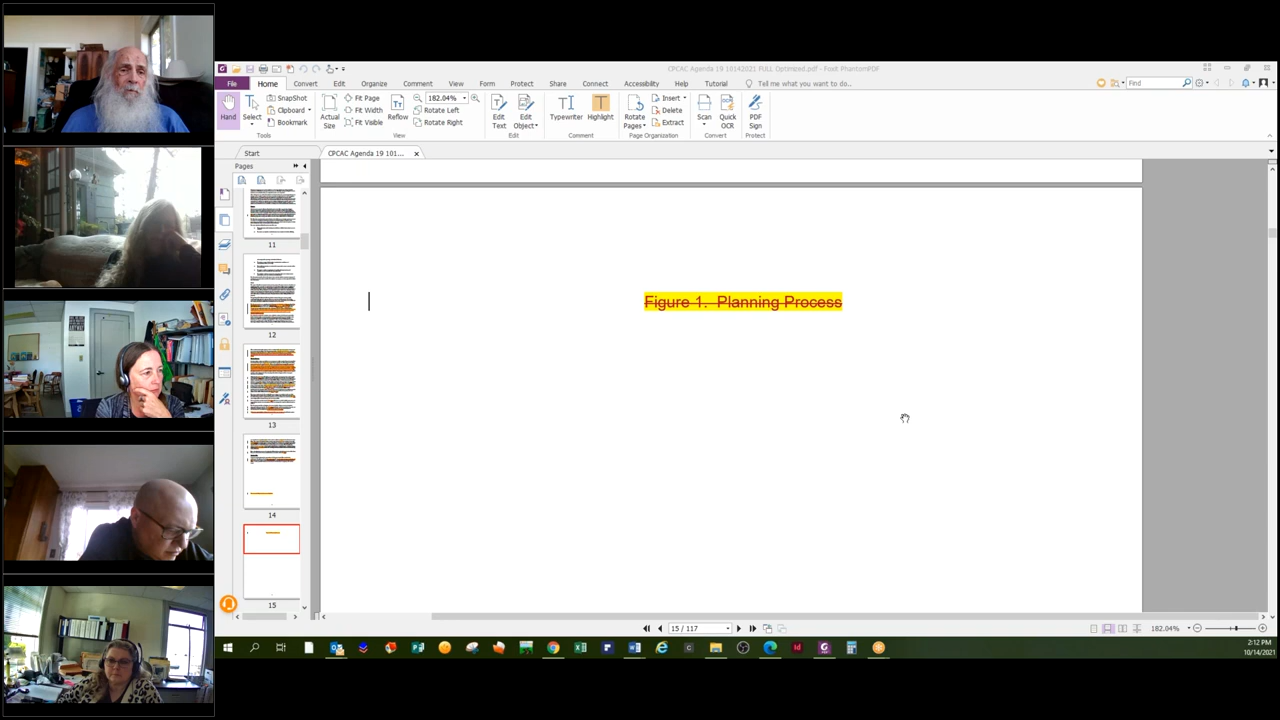 CPCAC Agenda 19 10142021 FULL Optimized.pdf - Foxit PhantomPDF
File Home Convert Edit Organize Comment View Form Protect Share Connect Accessibility Tutorial Tell me what you want to do... Find
Hand
Select
SnapShot
Clipboard
Bookmark
Tools
Actual Size
Fit Page
Fit Width
Fit Visible
Reflow
182.04%
Rotate Left
Rotate Right
View
Edit Text
Edit Object
Edit
Typewriter
Highlight
Comment
Rotate Pages
Insert
Delete
Extract
Page Organization
Scan
Quick OCR
Convert
PDF Sign
Protect
Start
CPCAC Agenda 19 101...
Pages
11
12
13
14
15
Figure 1. Planning Process
15 / 117
182.04%
2:12 PM
10/14/2021